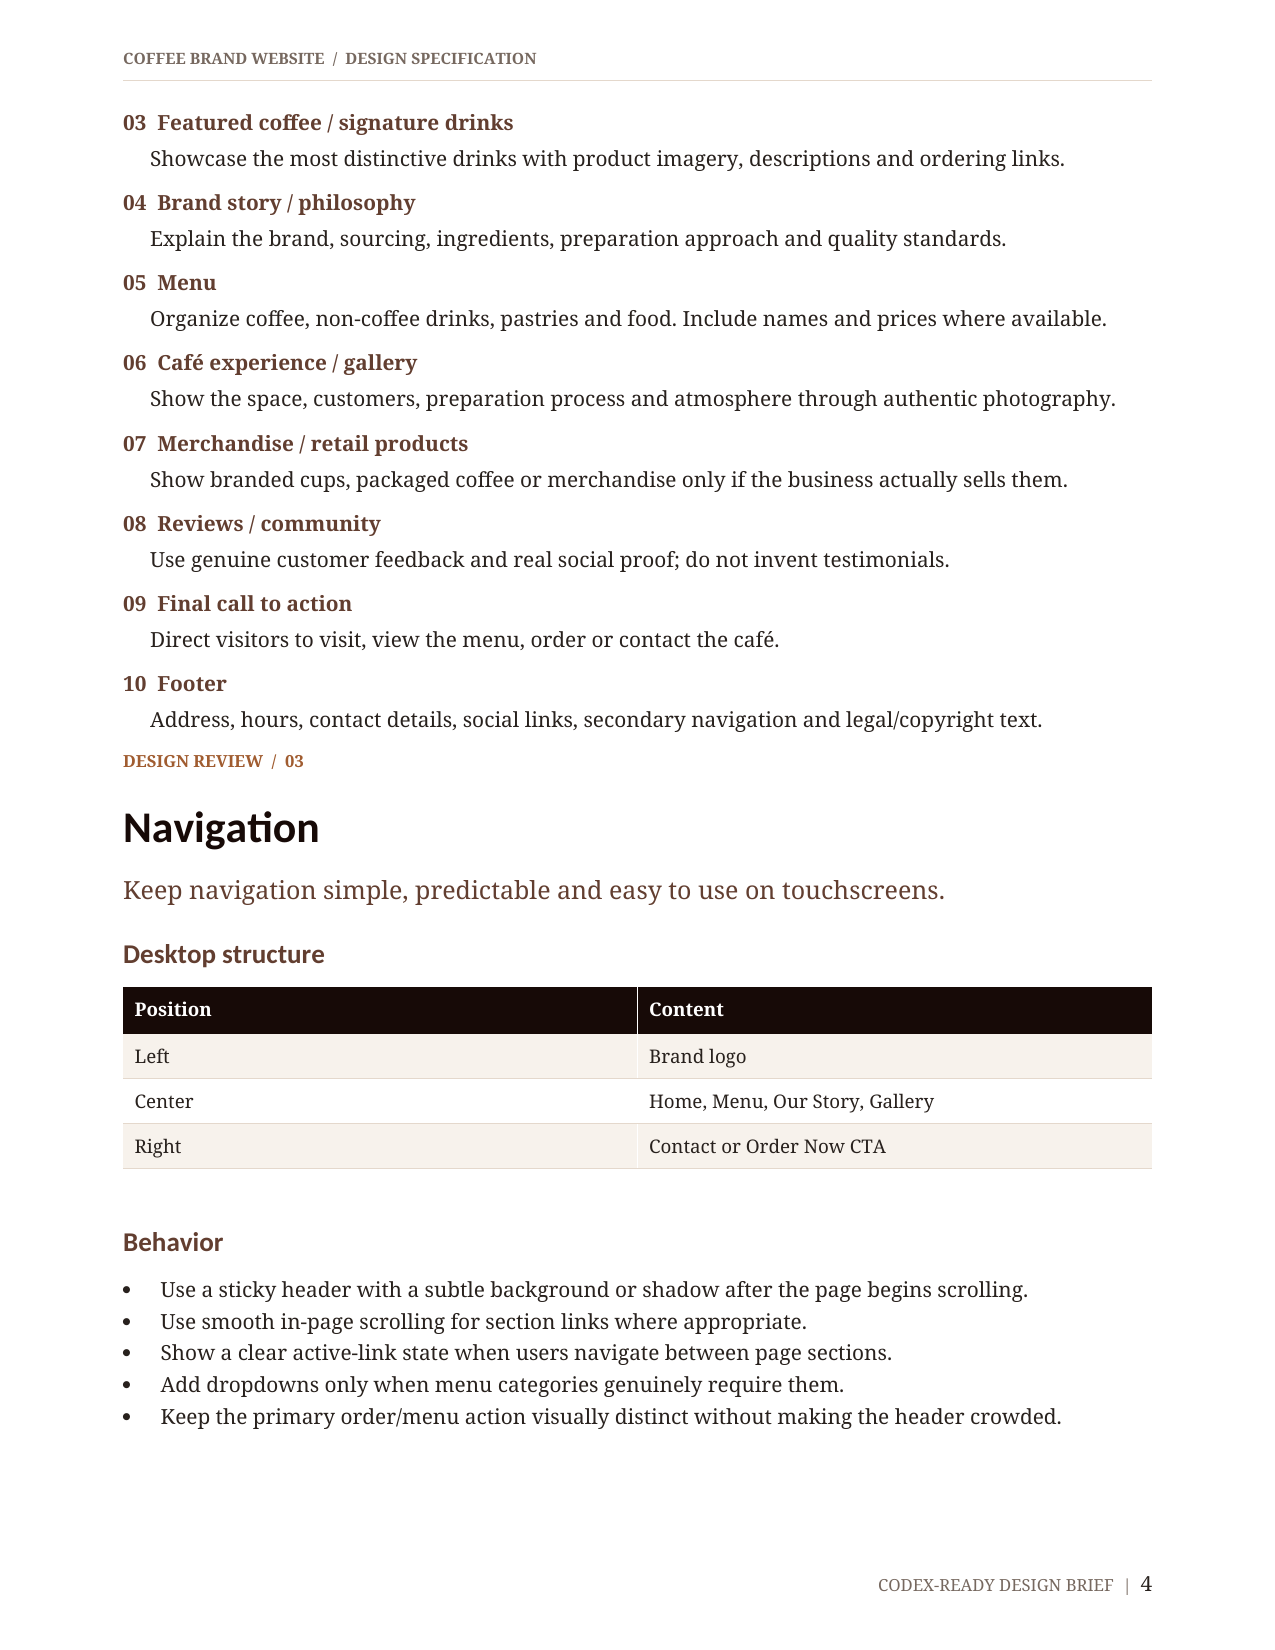 COFFEE BRAND WEBSITE / DESIGN SPECIFICATION
03 Featured coffee / signature drinks
Showcase the most distinctive drinks with product imagery, descriptions and ordering links.
04 Brand story / philosophy
Explain the brand, sourcing, ingredients, preparation approach and quality standards.
05 Menu
Organize coffee, non-coffee drinks, pastries and food. Include names and prices where available.
06 Café experience / gallery
Show the space, customers, preparation process and atmosphere through authentic photography.
07 Merchandise / retail products
Show branded cups, packaged coffee or merchandise only if the business actually sells them.
08 Reviews / community
Use genuine customer feedback and real social proof; do not invent testimonials.
09 Final call to action
Direct visitors to visit, view the menu, order or contact the café.
10 Footer
Address, hours, contact details, social links, secondary navigation and legal/copyright text.
DESIGN REVIEW / 03
Navigation
Keep navigation simple, predictable and easy to use on touchscreens.
Desktop structure
Position Content
Left Brand logo
Center Home, Menu, Our Story, Gallery
Right Contact or Order Now CTA
Behavior
• Use a sticky header with a subtle background or shadow after the page begins scrolling.
• Use smooth in-page scrolling for section links where appropriate.
• Show a clear active-link state when users navigate between page sections.
• Add dropdowns only when menu categories genuinely require them.
• Keep the primary order/menu action visually distinct without making the header crowded.
CODEX-READY DESIGN BRIEF | 4